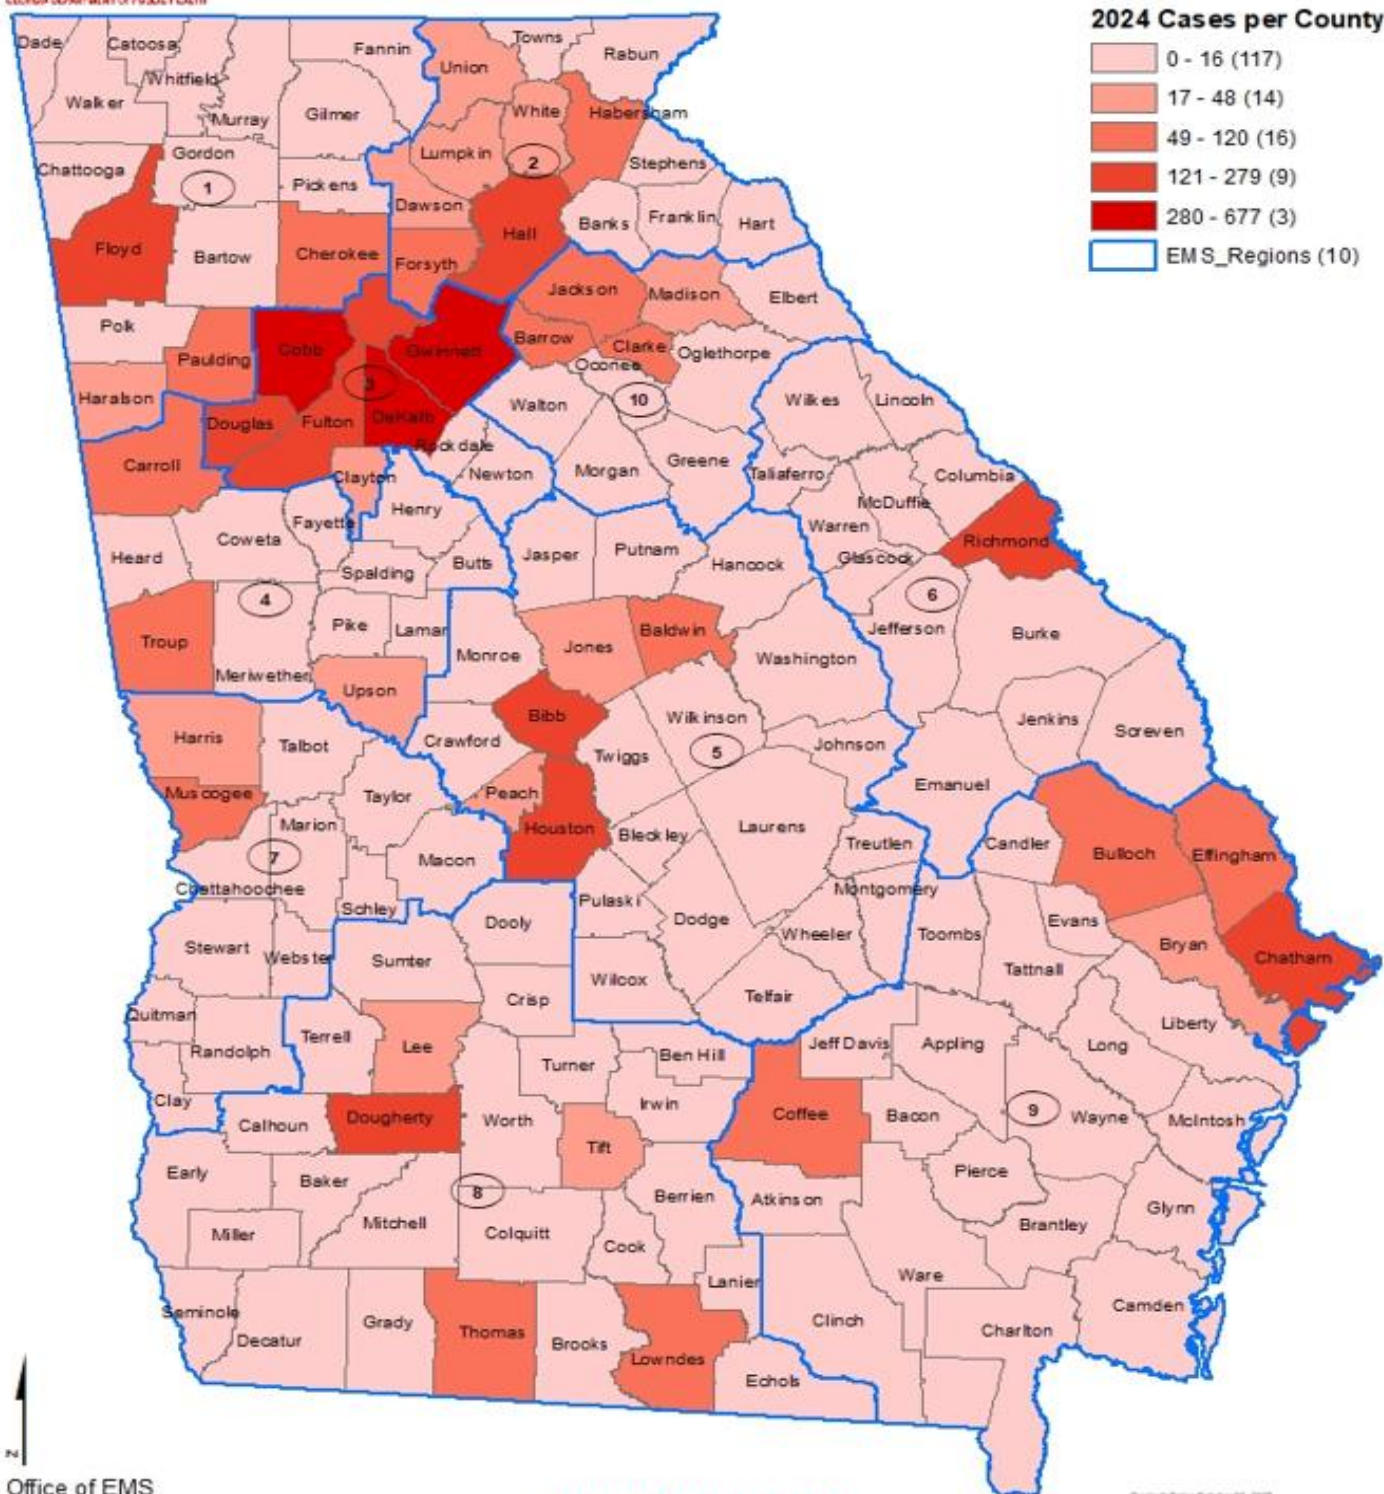 2024 Cases per County
0 - 16 (117)
17 - 48 (14)
49 - 120 (16)
121 - 279 (9)
280 - 677 (3)
EMS_Regions (10)
Dade
Catoosa
Whitfield
Walker
Murray
Fannin
Gilmer
Union
Towns
Rabun
White
Habersham
Lumpkin
2
Stephens
Chattooga
Gordon
1
Pickens
Dawson
Banks
Franklin
Hart
Floyd
Bartow
Cherokee
Forsyth
Hall
Jackson
Madison
Elbert
Polk
Paulding
Cobb
Gwinnett
Barrow
Clarke
Oconee
Oglethorpe
3
Haralson
Douglas
Fulton
DeKalb
Walton
10
Wilkes
Lincoln
Carroll
Rockdale
Clayton
Newton
Morgan
Greene
Taliaferro
Columbia
McDuffie
Warren
Richmond
Glascock
Heard
Coweta
Fayette
Henry
Spalding
Butts
Jasper
Putnam
Hancock
4
6
Troup
Meriwether
Pike
Lamar
Monroe
Jones
Baldwin
Washington
Jefferson
Burke
Upson
Bibb
Wilkinson
5
Jenkins
Screven
Harris
Talbot
Crawford
Twiggs
Johnson
Emanuel
Muscogee
Taylor
Peach
Houston
Bleckley
Laurens
Treutlen
Candler
Bulloch
Effingham
Marion
7
Macon
Chattahoochee
Schley
Dooly
Pulaski
Dodge
Montgomery
Wheeler
Toombs
Evans
Tattnall
Bryan
Chatham
Stewart
Webster
Sumter
Wilcox
Telfair
Crisp
Quitman
Randolph
Terrell
Lee
Turner
Ben Hill
Jeff Davis
Appling
Long
Liberty
Clay
Calhoun
Dougherty
Worth
Irwin
Tift
Coffee
Bacon
9
Wayne
McIntosh
Early
Baker
8
Berrien
Atkinson
Pierce
Miller
Mitchell
Colquitt
Cook
Brantley
Glynn
Lanier
Ware
Seminole
Decatur
Grady
Thomas
Brooks
Lowndes
Echols
Clinch
Charlton
Camden
N
Office of EMS